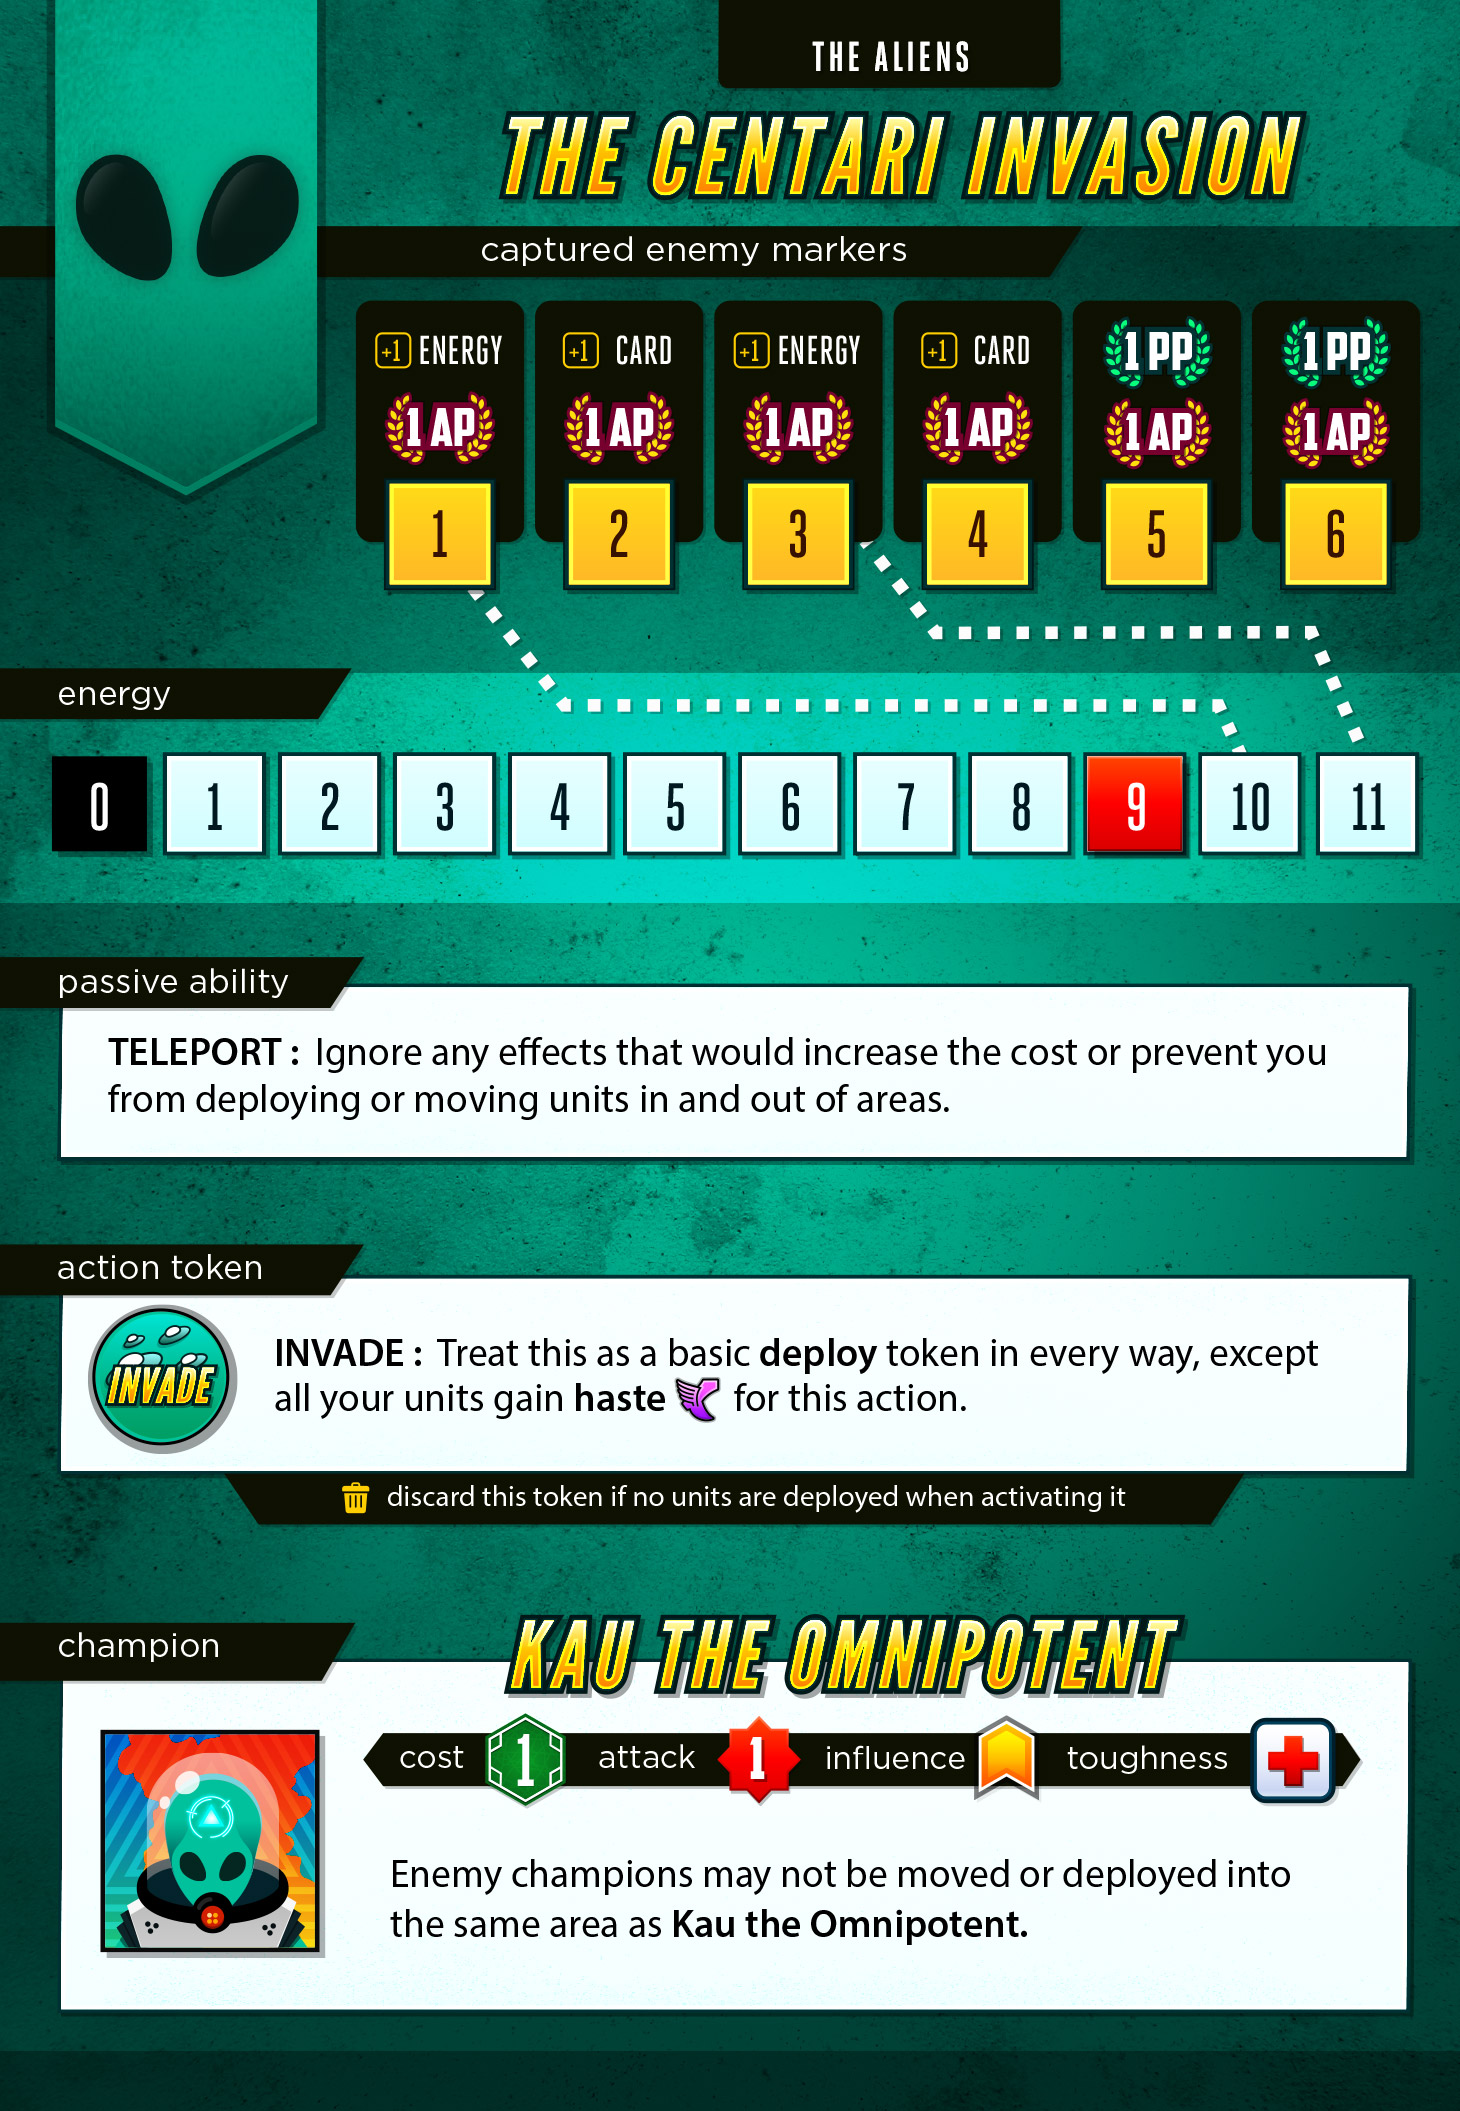 THE ALIENS
THE CENTARI INVASION
captured enemy markers
+1 ENERGY +1 CARD +1 ENERGY +1 CARD 1 PP 1 PP
1 AP 1 AP 1 AP 1 AP 1 AP 1 AP
1 2 3 4 5 6
energy
0 1 2 3 4 5 6 7 8 9 10 11
passive ability
TELEPORT : Ignore any effects that would increase the cost or prevent you
from deploying or moving units in and out of areas.
action token
INVADE
INVADE : Treat this as a basic deploy token in every way, except
all your units gain haste for this action.
discard this token if no units are deployed when activating it
champion
KAU THE OMNIPOTENT
cost 1 attack 1 influence toughness
Enemy champions may not be moved or deployed into
the same area as Kau the Omnipotent.